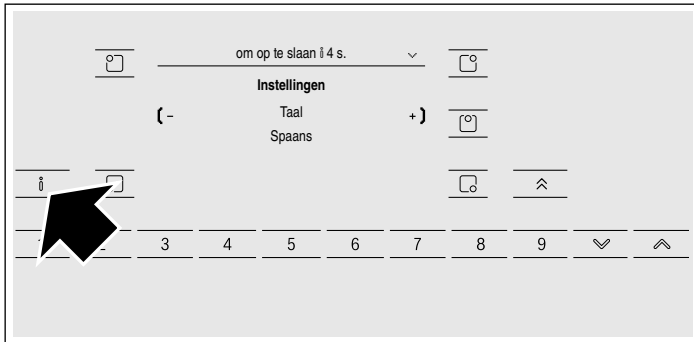 om op te slaan i 4 s.
Instellingen
( - Taal + )
Spaans
i
3 4 5 6 7 8 9